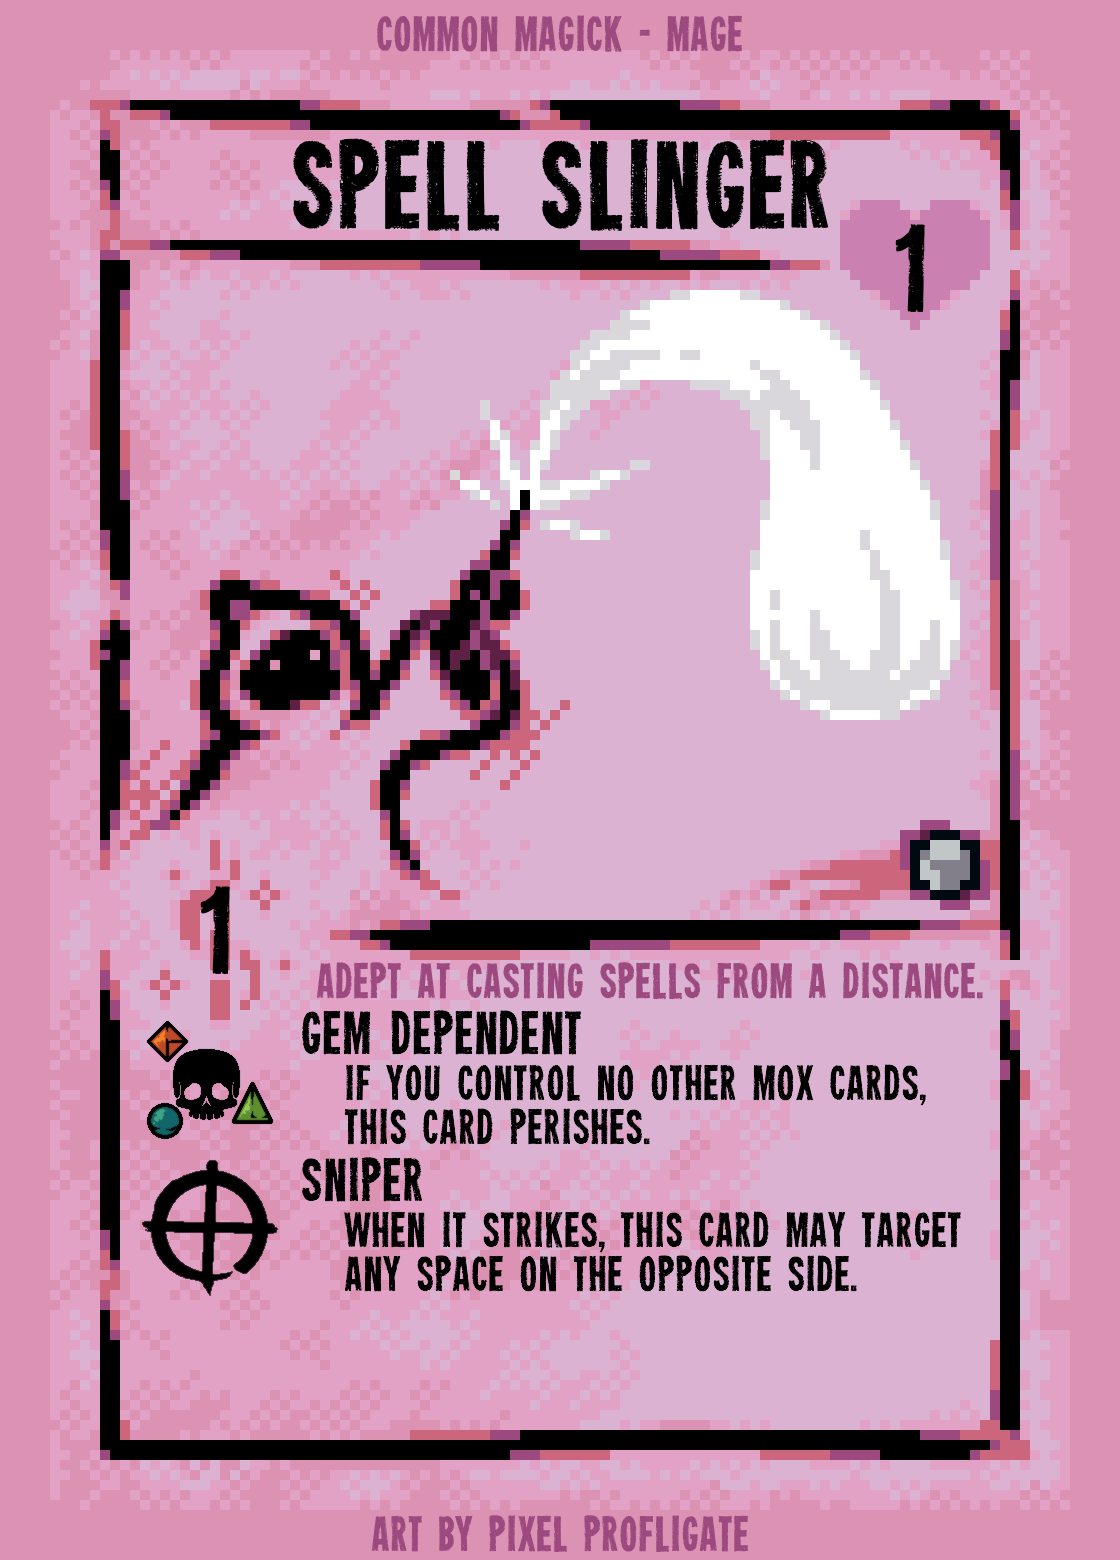 COMMON MAGICK - MAGE
SPELL SLINGER
1
1
ADEPT AT CASTING SPELLS FROM A DISTANCE.
GEM DEPENDENT
IF YOU CONTROL NO OTHER MOX CARDS,
THIS CARD PERISHES.
SNIPER
WHEN IT STRIKES, THIS CARD MAY TARGET
ANY SPACE ON THE OPPOSITE SIDE.
ART BY PIXEL PROFLIGATE